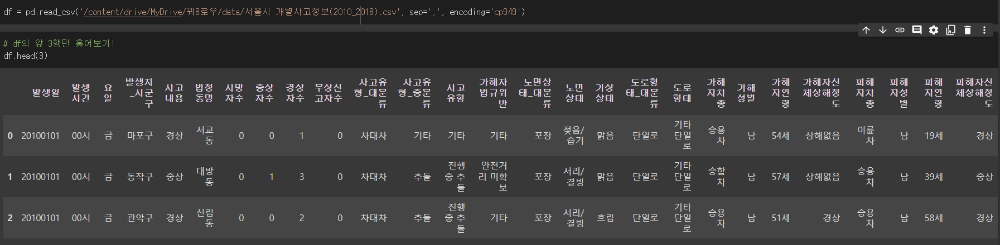 df = pd.read_csv('/content/drive/MyDrive/꿔8로우/data/서울시 개별사고정보(2010_2018).csv', sep=',', encoding='cp949')
# df의 앞 3행만 훑어보기!
df.head(3)
발생일 발생시간 요일 발생지_시군구 사고내용 법정동명 사망자수 중상자수 경상자수 부상신고자수 사고유형_대분류 사고유형_중분류 사고유형 가해자법규위반 노면상태_대분류 노면상태 기상상태 도로형태_대분류 도로형태 가해자차종 가해성별 가해자연령 가해자신체상해정도 피해자차종 피해자성별 피해자연령 피해자신체상해정도
0 20100101 00시 금 마포구 경상 서교동 0 0 1 0 차대차 기타 기타 기타 포장 젖음/습기 맑음 단일로 기타단일로 승용차 남 54세 상해없음 이륜차 남 19세 경상
1 20100101 00시 금 동작구 중상 대방동 0 1 3 0 차대차 추돌 진행중 추돌 안전거리 미확보 포장 서리/결빙 맑음 단일로 기타단일로 승합차 남 57세 상해없음 승용차 남 39세 중상
2 20100101 00시 금 관악구 경상 신림동 0 0 2 0 차대차 추돌 진행중 추돌 기타 포장 서리/결빙 흐림 단일로 기타단일로 승용차 남 51세 경상 승용차 남 58세 경상